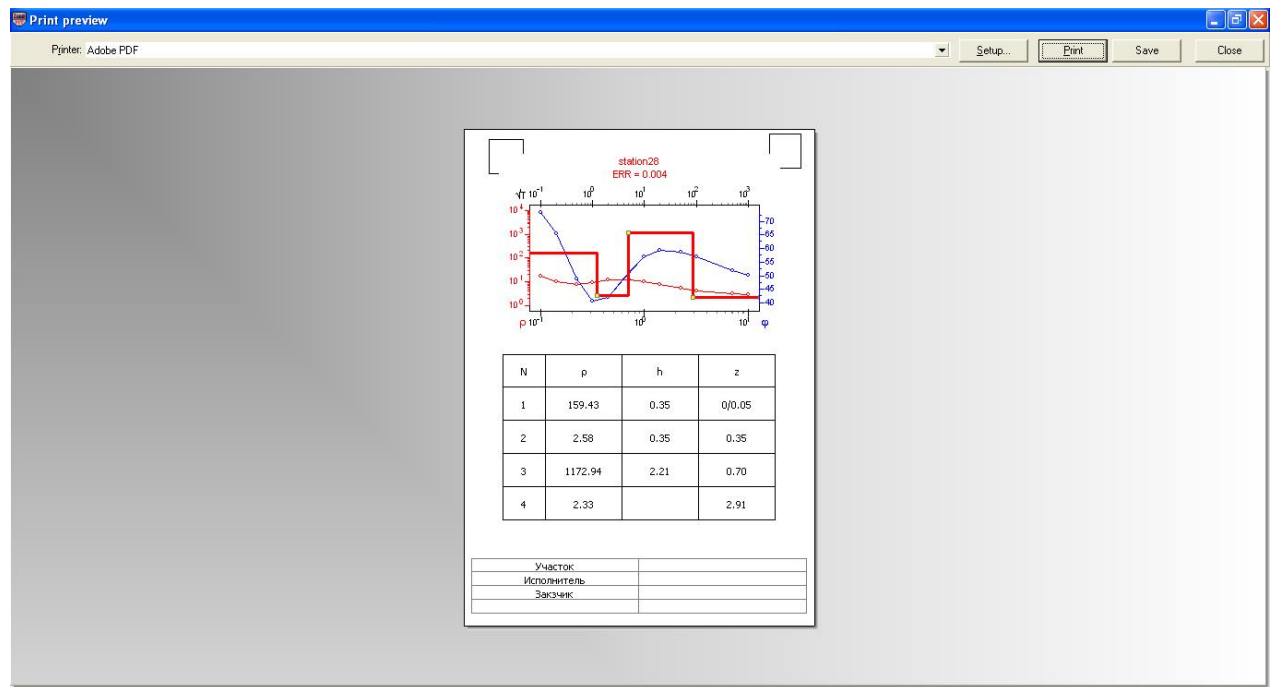 Print preview
Printer: Adobe PDF Setup... Print Save Close
station28
ERR = 0.004
√T 10⁻¹ 10⁰ 10¹ 10² 10³
10⁴
10³
10²
10¹
10⁰
70
65
60
55
50
45
40
ρ 10⁻¹ 10⁰ 10¹ φ
N ρ h z
1 159.43 0.35 0/0.05
2 2.58 0.35 0.35
3 1172.94 2.21 0.70
4 2.33 2.91
Участок
Исполнитель
Закзчик